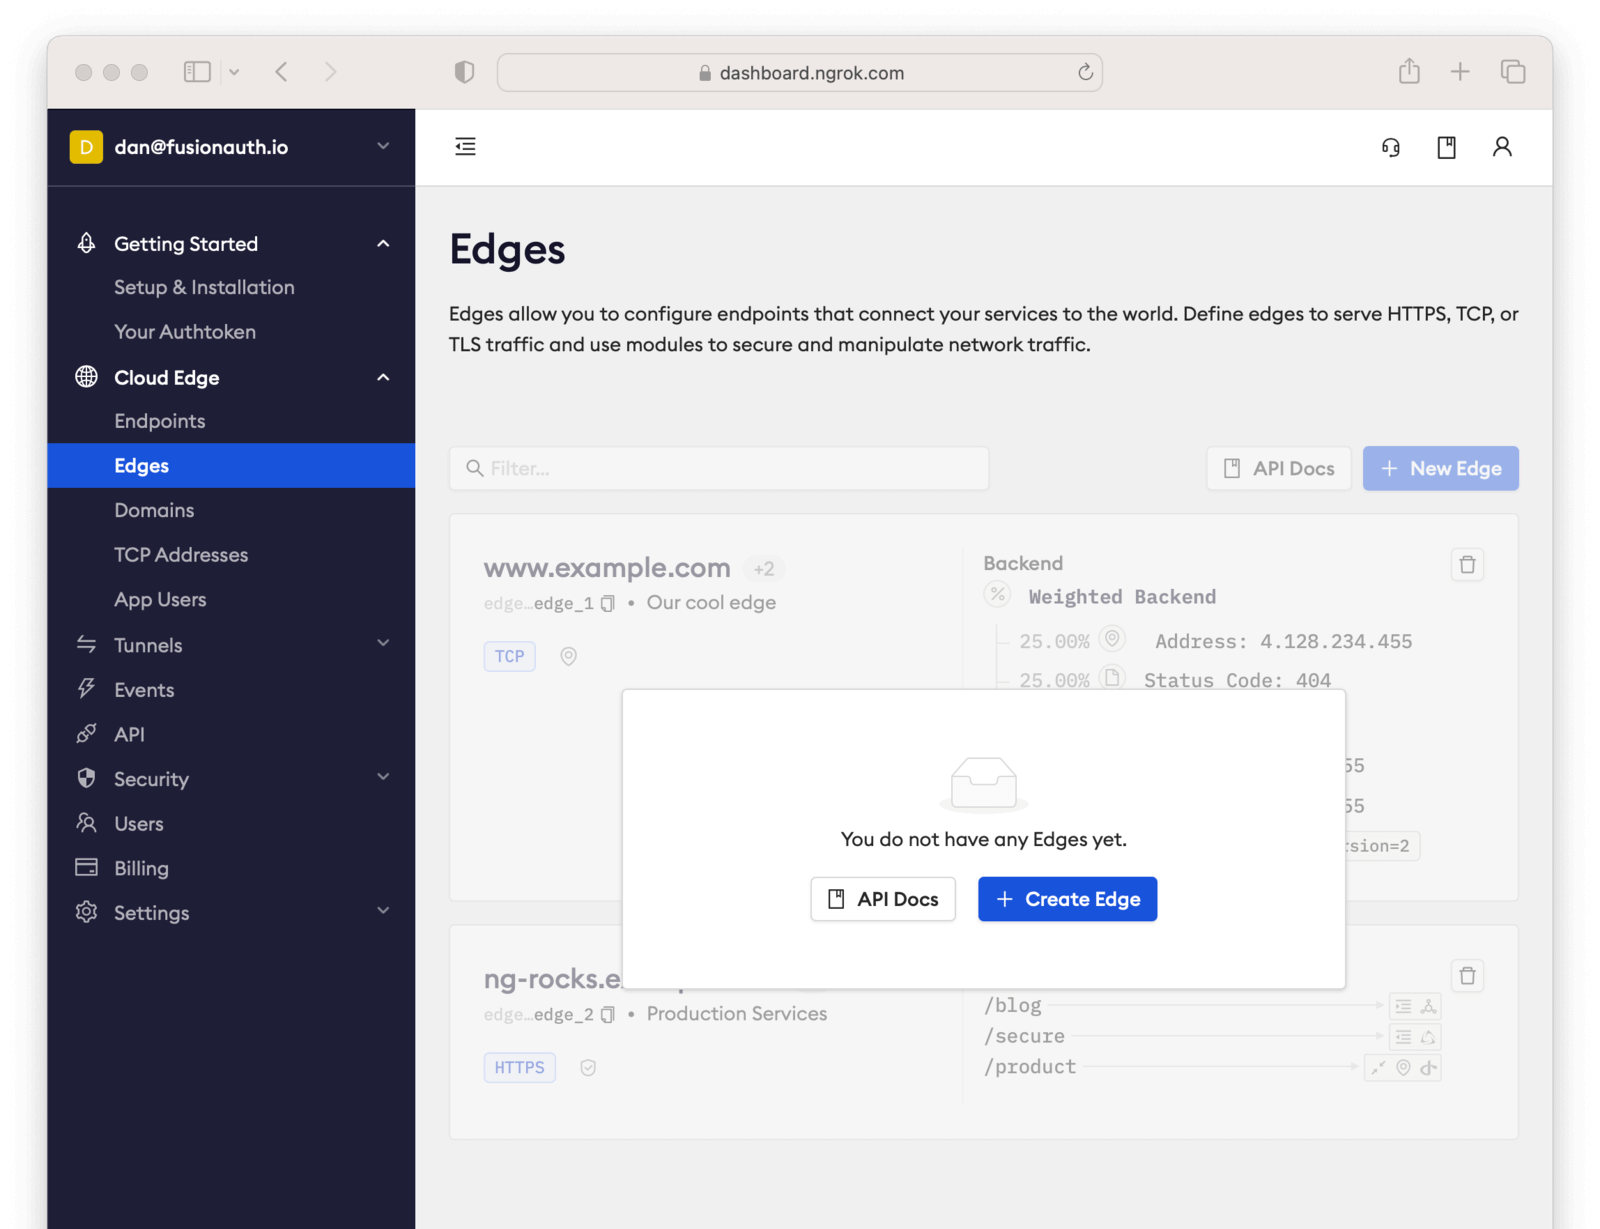 dashboard.ngrok.com
D dan@fusionauth.io
Getting Started
Setup & Installation
Your Authtoken
Cloud Edge
Endpoints
Edges
Domains
TCP Addresses
App Users
Tunnels
Events
API
Security
Users
Billing
Settings
Edges
Edges allow you to configure endpoints that connect your services to the world. Define edges to serve HTTPS, TCP, or
TLS traffic and use modules to secure and manipulate network traffic.
Filter...
API Docs
+ New Edge
www.example.com +2
edge…edge_1 • Our cool edge
TCP
Backend
% Weighted Backend
25.00% Address: 4.128.234.455
25.00% Status Code: 404
55
55
rsion=2
You do not have any Edges yet.
API Docs
+ Create Edge
ng-rocks.e
edge…edge_2 • Production Services
HTTPS
/blog
/secure
/product